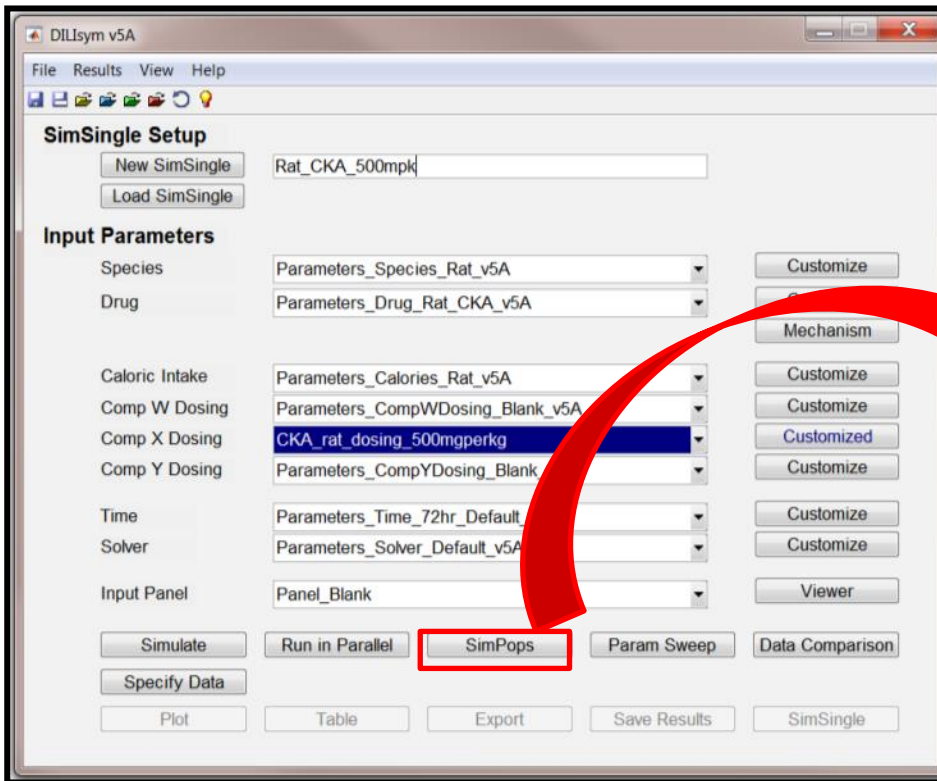 DILIsym v5A
File Results View Help
SimSingle Setup
New SimSingle Rat_CKA_500mpk
Load SimSingle
Input Parameters
Species Parameters_Species_Rat_v5A Customize
Drug Parameters_Drug_Rat_CKA_v5A
Mechanism
Caloric Intake Parameters_Calories_Rat_v5A Customize
Comp W Dosing Parameters_CompWDosing_Blank_v5A Customize
Comp X Dosing CKA_rat_dosing_500mgperkg Customized
Comp Y Dosing Parameters_CompYDosing_Blank_ Customize
Time Parameters_Time_72hr_Default_ Customize
Solver Parameters_Solver_Default_v5A Customize
Input Panel Panel_Blank Viewer
Simulate Run in Parallel SimPops Param Sweep Data Comparison
Specify Data
Plot Table Export Save Results SimSingle